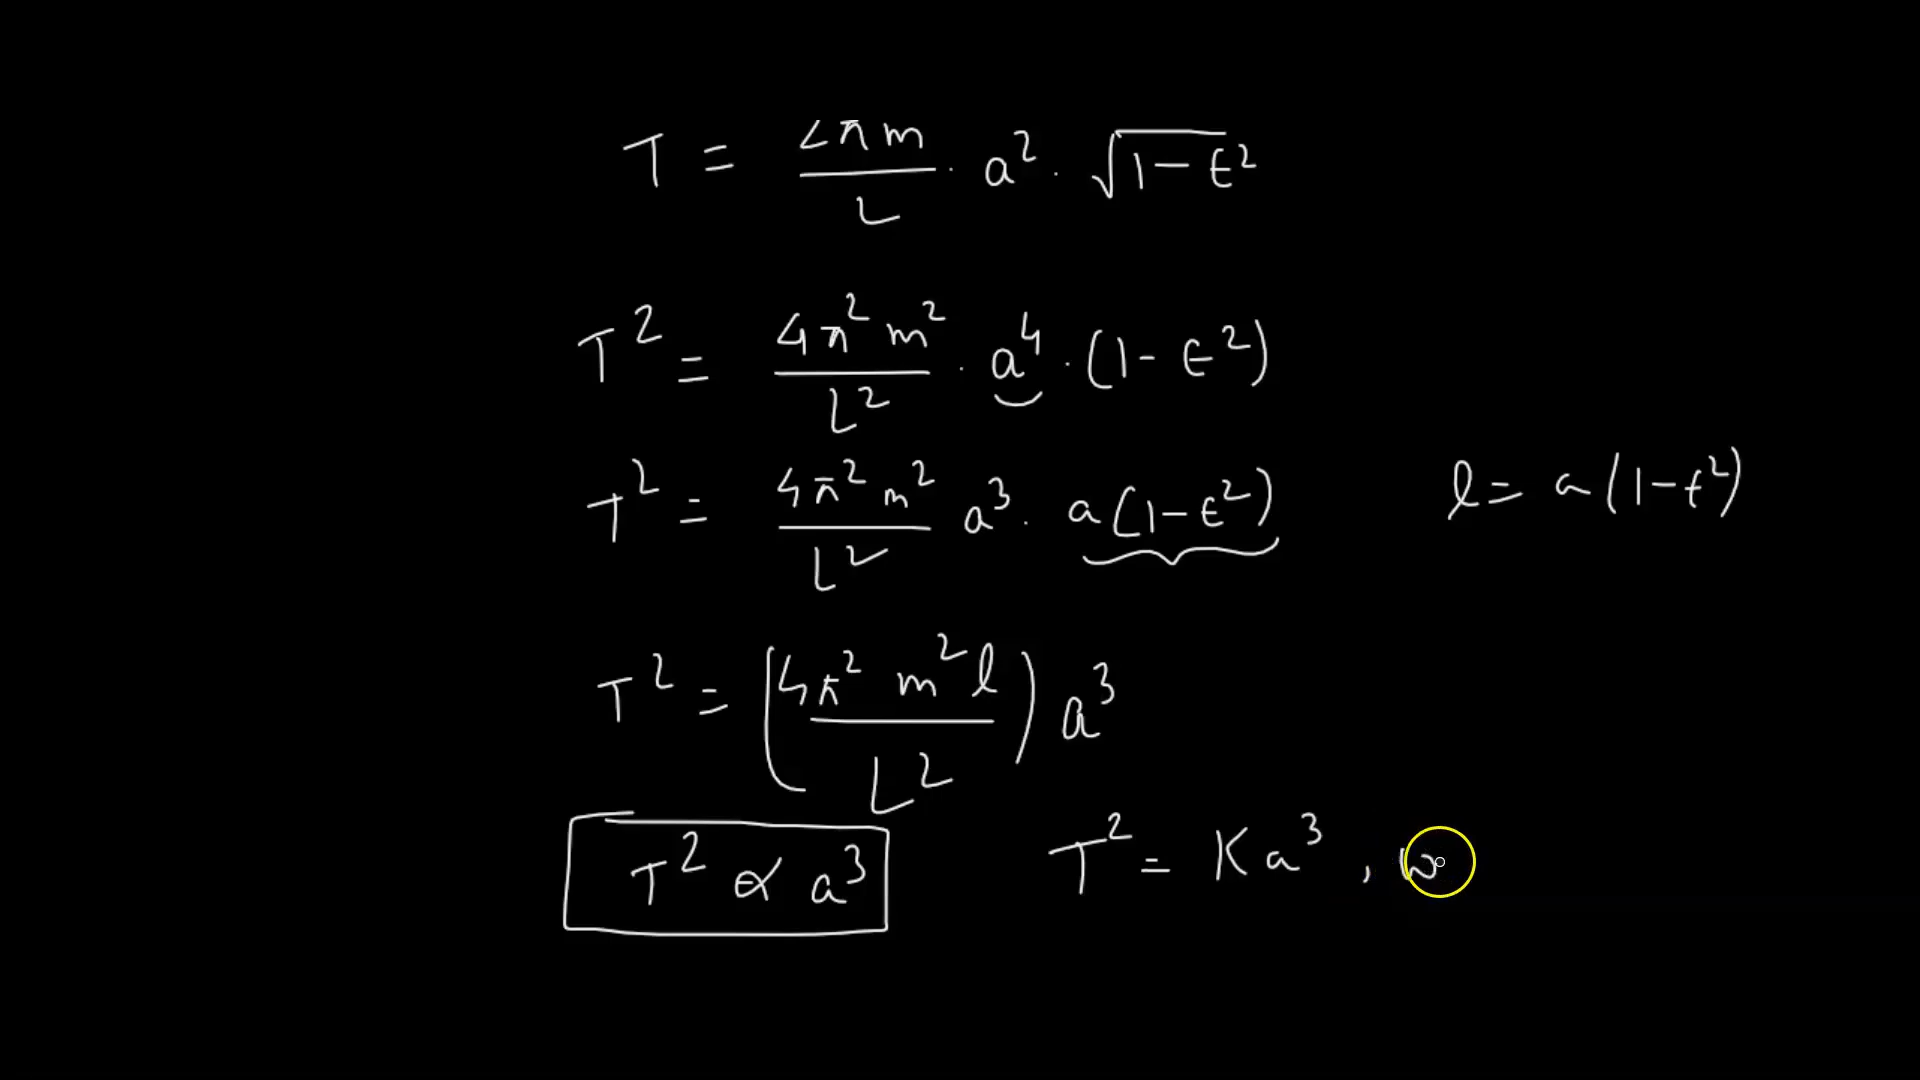 T = 2πm/L · a² · √(1-ϵ²)
T² = 4π²m²/L² · a⁴ · (1-ϵ²)
T² = 4π²m²/L² a³ · a(1-ϵ²)
l = a(1-ϵ²)
T² = (4π² m² l/L²) a³
T² ∝ a³
T² = Ka³, w